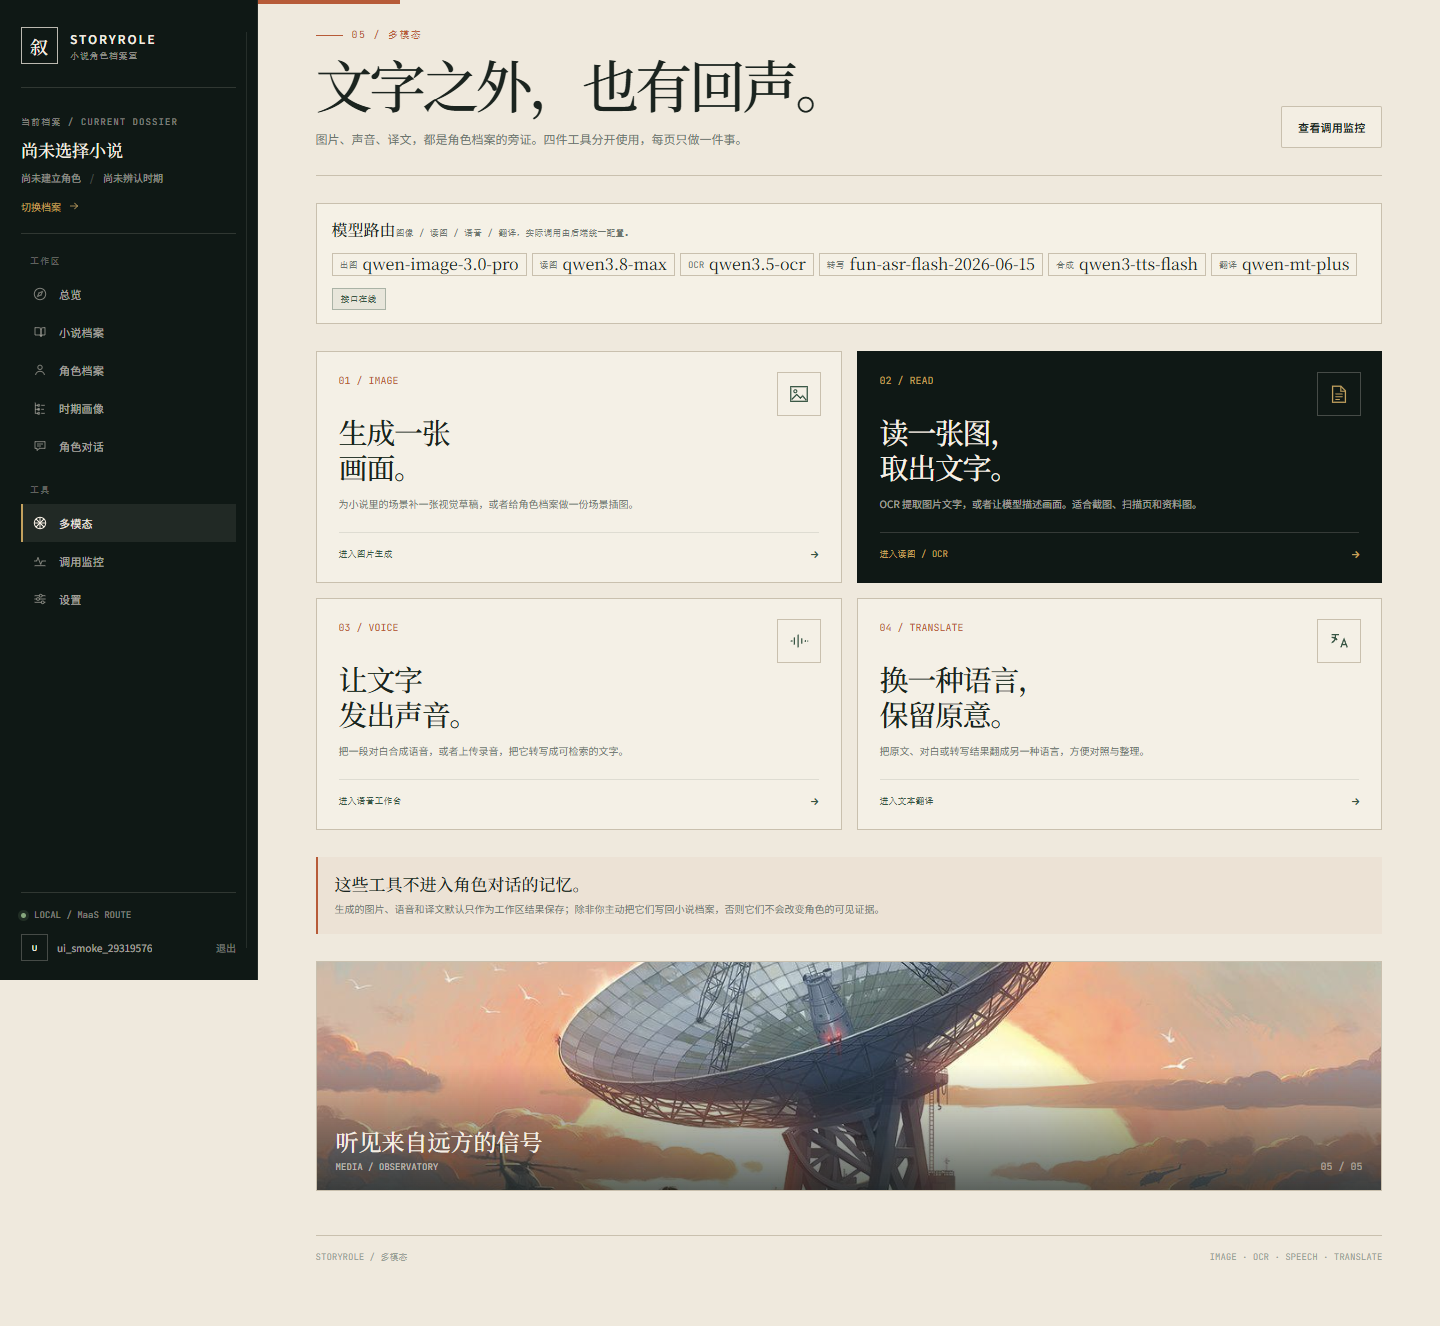 叙
STORYROLE
小说角色档案室
当前档案 / CURRENT DOSSIER
尚未选择小说
尚未建立角色 / 尚未辨认时期
切换档案 →
工作区
总览
小说档案
角色档案
时期画像
角色对话
工具
多模态
调用监控
设置
LOCAL / MaaS ROUTE
U ui_smoke_29319576 退出
05 / 多模态
文字之外，也有回声。
图片、声音、译文，都是角色档案的旁证。四件工具分开使用，每页只做一件事。
查看调用监控
模型路由 图像 / 读图 / 语音 / 翻译. 实际调用由后端统一配置。
出图 qwen-image-3.0-pro 读图 qwen3.8-max OCR qwen3.5-ocr 转写 fun-asr-flash-2026-06-15 合成 qwen3-tts-flash 翻译 qwen-mt-plus
接口在线
01 / IMAGE
生成一张
画面。
为小说里的场景补一张视觉草稿，或者给角色档案做一份场景插图。
进入图片生成 →
02 / READ
读一张图，
取出文字。
OCR 提取图片文字，或者让模型描述画面。适合截图、扫描页和资料图。
进入读图 / OCR →
03 / VOICE
让文字
发出声音。
把一段对白合成语音，或者上传录音，把它转写成可检索的文字。
进入语音工作台 →
04 / TRANSLATE
换一种语言，
保留原意。
把原文、对白或转写结果翻成另一种语言，方便对照与整理。
进入文本翻译 →
这些工具不进入角色对话的记忆。
生成的图片、语音和译文默认只作为工作区结果保存；除非你主动把它们写回小说档案，否则它们不会改变角色的可见证据。
听见来自远方的信号
MEDIA / OBSERVATORY
05 / 05
STORYROLE / 多模态
IMAGE · OCR · SPEECH · TRANSLATE